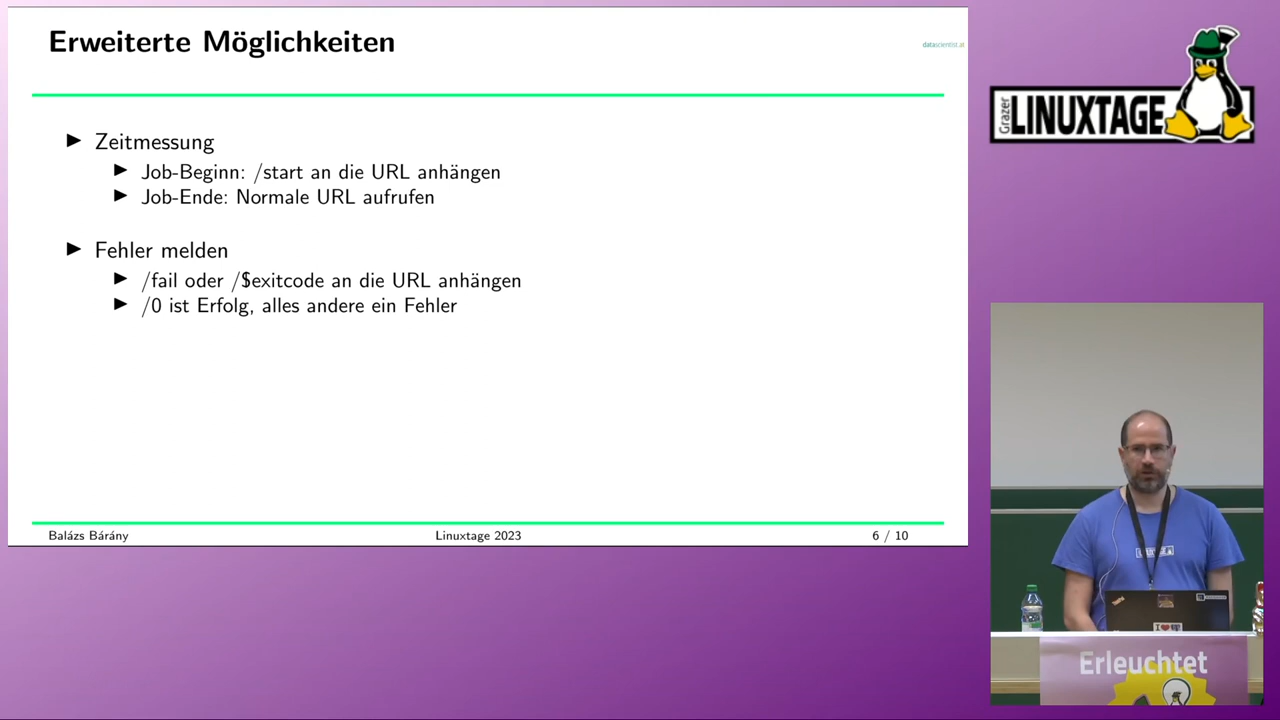 Erweiterte Möglichkeiten
datascientist.at
▶ Zeitmessung
▶ Job-Beginn: /start an die URL anhängen
▶ Job-Ende: Normale URL aufrufen
▶ Fehler melden
▶ /fail oder /$exitcode an die URL anhängen
▶ /0 ist Erfolg, alles andere ein Fehler
Balázs Bárány
Linuxtage 2023
6 / 10
Grazer
LINUXTAGE
Erleuchtet